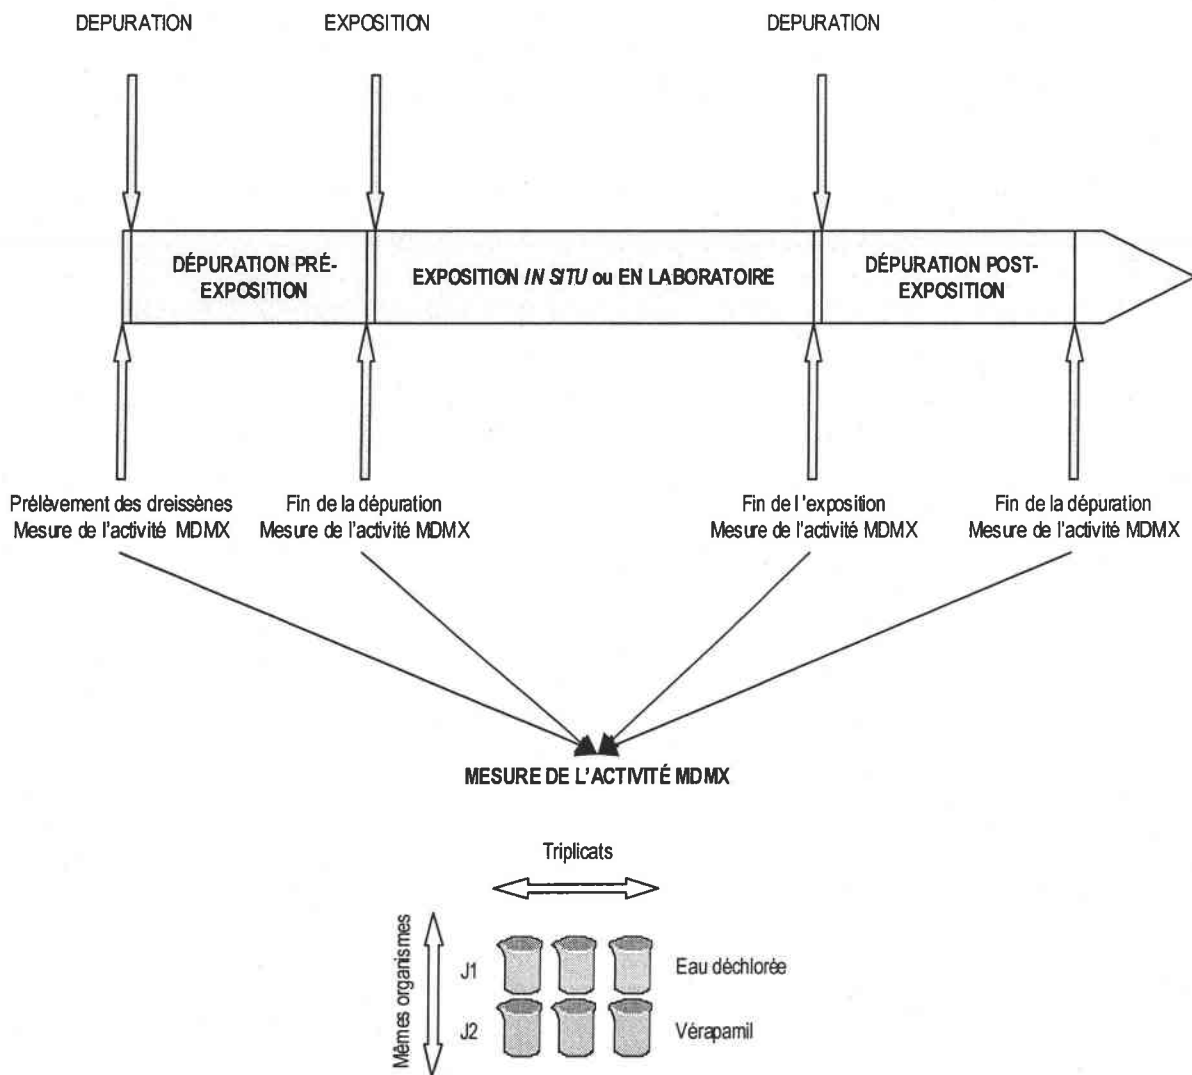 DEPURATION
EXPOSITION
DEPURATION
DÉPURATION PRÉ-
EXPOSITION
EXPOSITION IN SITU ou EN LABORATOIRE
DÉPURATION POST-
EXPOSITION
Prélèvement des dreissènes
Mesure de l'activité MDMX
Fin de la dépuration
Mesure de l'activité MDMX
Fin de l'exposition
Mesure de l'activité MDMX
Fin de la dépuration
Mesure de l'activité MDMX
MESURE DE L'ACTIVITÉ MDMX
Triplicats
Mêmes organismes
J1
Eau déchlorée
J2
Vérapamil